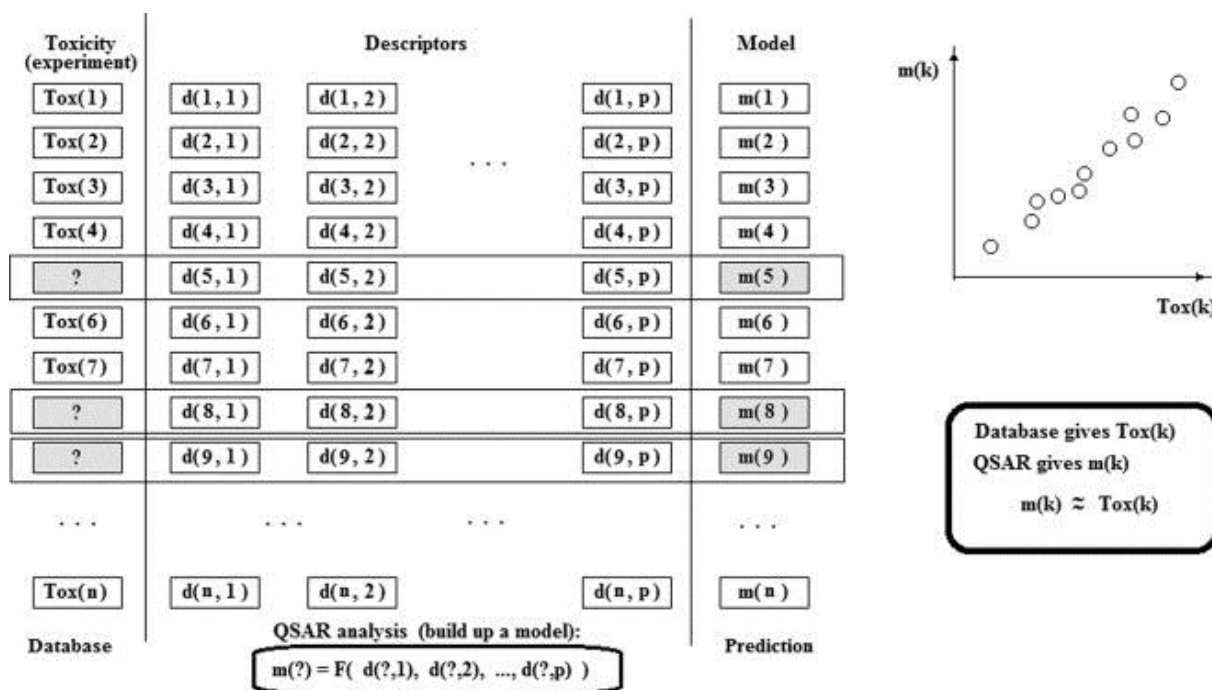 Toxicity
(experiment)
Descriptors
Model
Tox(1) d(1, 1) d(1, 2) d(1, p) m(1)
Tox(2) d(2, 1) d(2, 2) . . . d(2, p) m(2)
Tox(3) d(3, 1) d(3, 2) d(3, p) m(3)
Tox(4) d(4, 1) d(4, 2) d(4, p) m(4)
? d(5, 1) d(5, 2) d(5, p) m(5)
Tox(6) d(6, 1) d(6, 2) d(6, p) m(6)
Tox(7) d(7, 1) d(7, 2) d(7, p) m(7)
? d(8, 1) d(8, 2) d(8, p) m(8)
? d(9, 1) d(9, 2) d(9, p) m(9)
. . . . . . . . . . . .
Tox(n) d(n, 1) d(n, 2) d(n, p) m(n)
Database
QSAR analysis (build up a model):
m(?) = F( d(?,1), d(?,2), ..., d(?,p) )
Prediction
m(k)
Tox(k)
Database gives Tox(k)
QSAR gives m(k)
m(k) ≈ Tox(k)